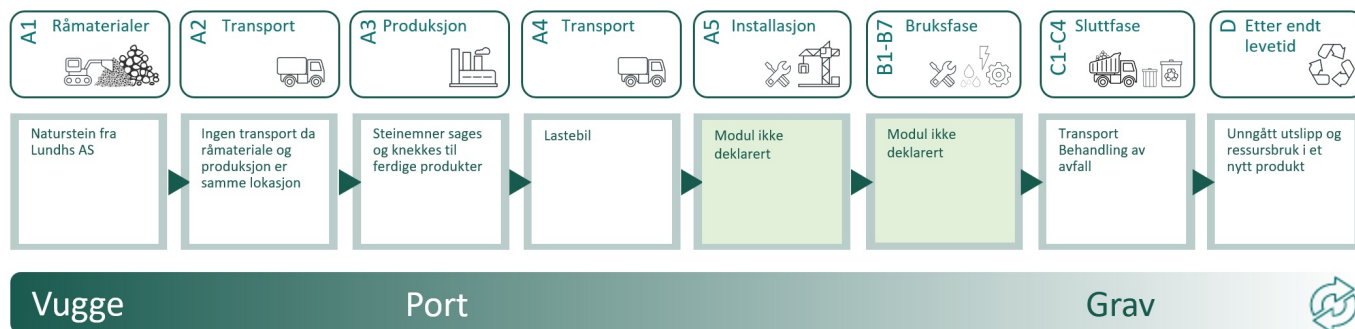 A1 Råmaterialer
A2 Transport
A3 Produksjon
A4 Transport
A5 Installasjon
B1-B7 Bruksfase
C1-C4 Sluttfase
D Etter endt
levetid
Naturstein fra
Lundhs AS
Ingen transport da
råmateriale og
produksjon er
samme lokasjon
Steinemner sages
og knekkes til
ferdige produkter
Lastebil
Modul ikke
deklarert
Modul ikke
deklarert
Transport
Behandling av
avfall
Unngått utslipp og
ressursbruk i et
nytt produkt
Vugge
Port
Grav